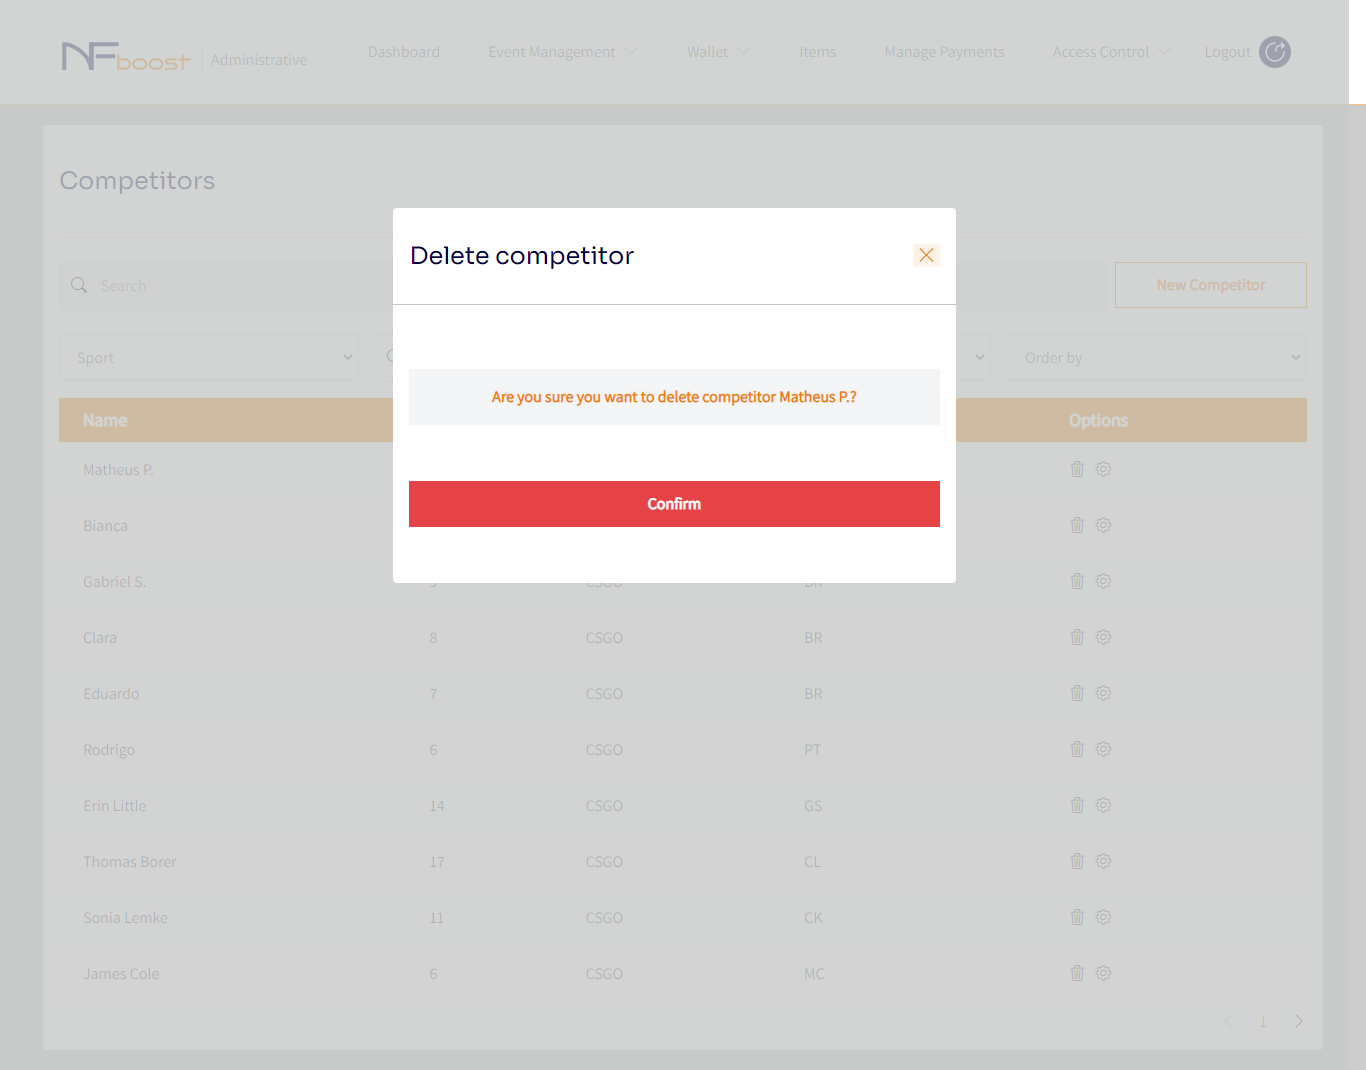 NFboost Administrative Dashboard Event Management Wallet Items Manage Payments Access Control Logout
Competitors
Delete competitor
Search New Competitor
Sport Order by
Are you sure you want to delete competitor Matheus P.?
Name Options
Matheus P.
Confirm
Bianca
Gabriel S. CSGO BR
Clara 8 CSGO BR
Eduardo 7 CSGO BR
Rodrigo 6 CSGO PT
Erin Little 14 CSGO GS
Thomas Borer 17 CSGO CL
Sonia Lemke 11 CSGO CK
James Cole 6 CSGO MC
1